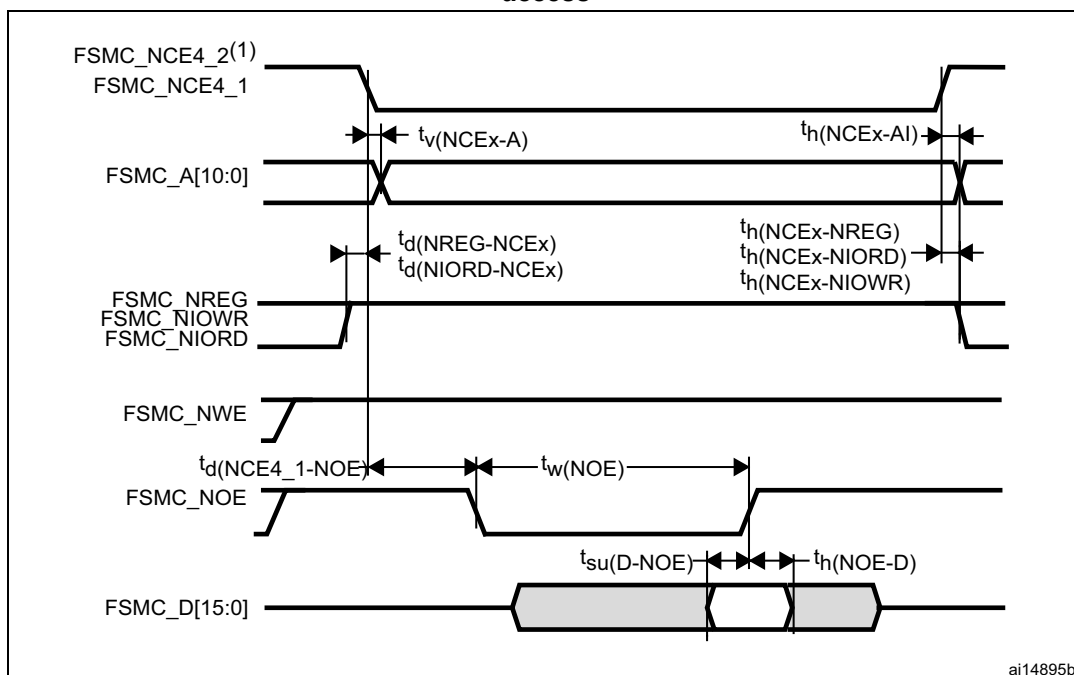 access
FSMC_NCE4_2(1)
FSMC_NCE4_1
tv(NCEx-A)
th(NCEx-AI)
FSMC_A[10:0]
td(NREG-NCEx)
td(NIORD-NCEx)
th(NCEx-NREG)
th(NCEx-NIORD)
th(NCEx-NIOWR)
FSMC_NREG
FSMC_NIOWR
FSMC_NIORD
FSMC_NWE
td(NCE4_1-NOE)
tw(NOE)
FSMC_NOE
tsu(D-NOE)
th(NOE-D)
FSMC_D[15:0]
ai14895b